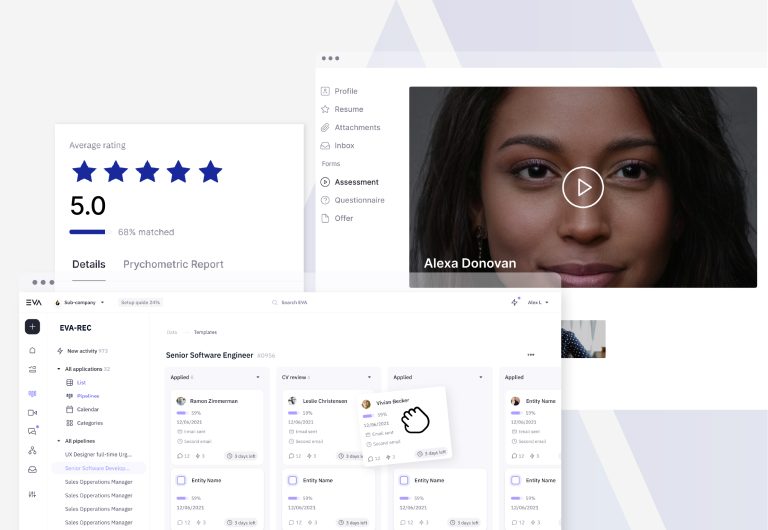 Profile
Resume
Attachments
Inbox
Forms
Assessment
Questionnaire
Offer
Alexa Donovan
Average rating
5.0
68% matched
Details
Prychometric Report
EVA
Sub-company
Setup guide 24%
Search EVA
Alex L
EVA-REC
New activity 973
All applications 32
List
Pipelines
Calendar
Categories
All pipelines
UX Designer full-time Urg...
Senior Software Develop...
Sales Opperations Manager
Sales Opperations Manager
Sales Opperations Manager
Sales Opperations Manager
Data
Templates
Senior Software Engineer #0956
Applied 4
Ramon Zimmerman
59%
12/06/2021
Email sent
Second email
12 3
3 days left
Entity Name
59%
12/06/2021
12 3
3 days left
CV review
Leslie Christensen
59%
12/06/2021
Email sent
Second email
12 3
3 days
Entity Name
59%
12/06/2021
12 3
3 days left
Applied
Vivian Becker
59%
12/06/2021
Email sent
Second email
12 3
3 days left
Entity Name
59%
12/06/2021
12 3
3 days left
Applied
Entity Name
59%
12/06/2021
Email sent
Second email
12 3
Entity Name
59%
12/06/2021
12 3